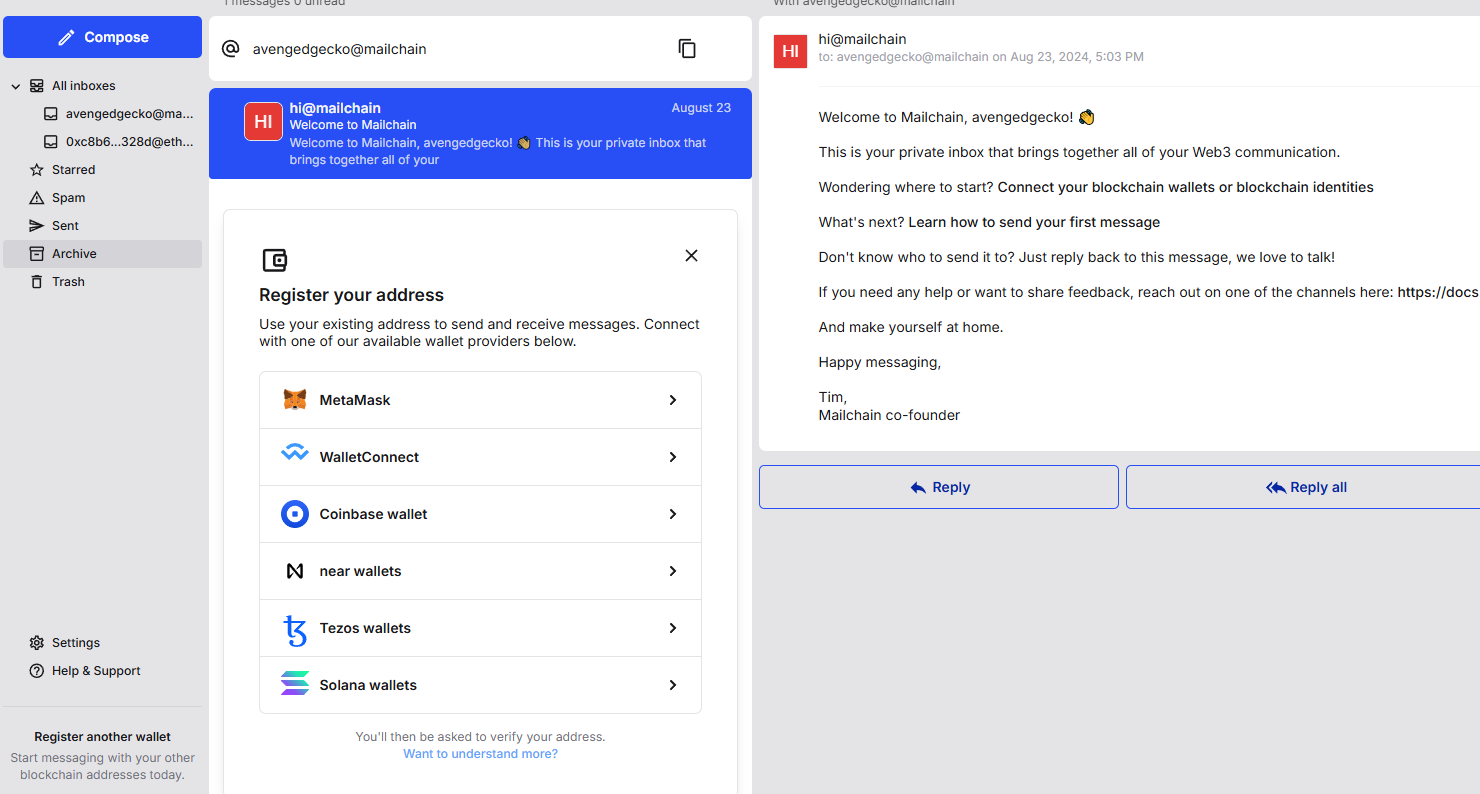 1 messages 0 unread
With avengedgecko@mailchain
Compose
All inboxes
avengedgecko@ma...
0xc8b6...328d@eth...
Starred
Spam
Sent
Archive
Trash
Settings
Help & Support
Register another wallet
Start messaging with your other
blockchain addresses today.
avengedgecko@mailchain
HI
hi@mailchain
August 23
Welcome to Mailchain
Welcome to Mailchain, avengedgecko! 👏 This is your private inbox that
brings together all of your
Register your address
Use your existing address to send and receive messages. Connect
with one of our available wallet providers below.
MetaMask
WalletConnect
Coinbase wallet
near wallets
Tezos wallets
Solana wallets
You'll then be asked to verify your address.
Want to understand more?
HI
hi@mailchain
to: avengedgecko@mailchain on Aug 23, 2024, 5:03 PM
Welcome to Mailchain, avengedgecko! 👏
This is your private inbox that brings together all of your Web3 communication.
Wondering where to start? Connect your blockchain wallets or blockchain identities
What's next? Learn how to send your first message
Don't know who to send it to? Just reply back to this message, we love to talk!
If you need any help or want to share feedback, reach out on one of the channels here: https://docs
And make yourself at home.
Happy messaging,
Tim,
Mailchain co-founder
Reply
Reply all